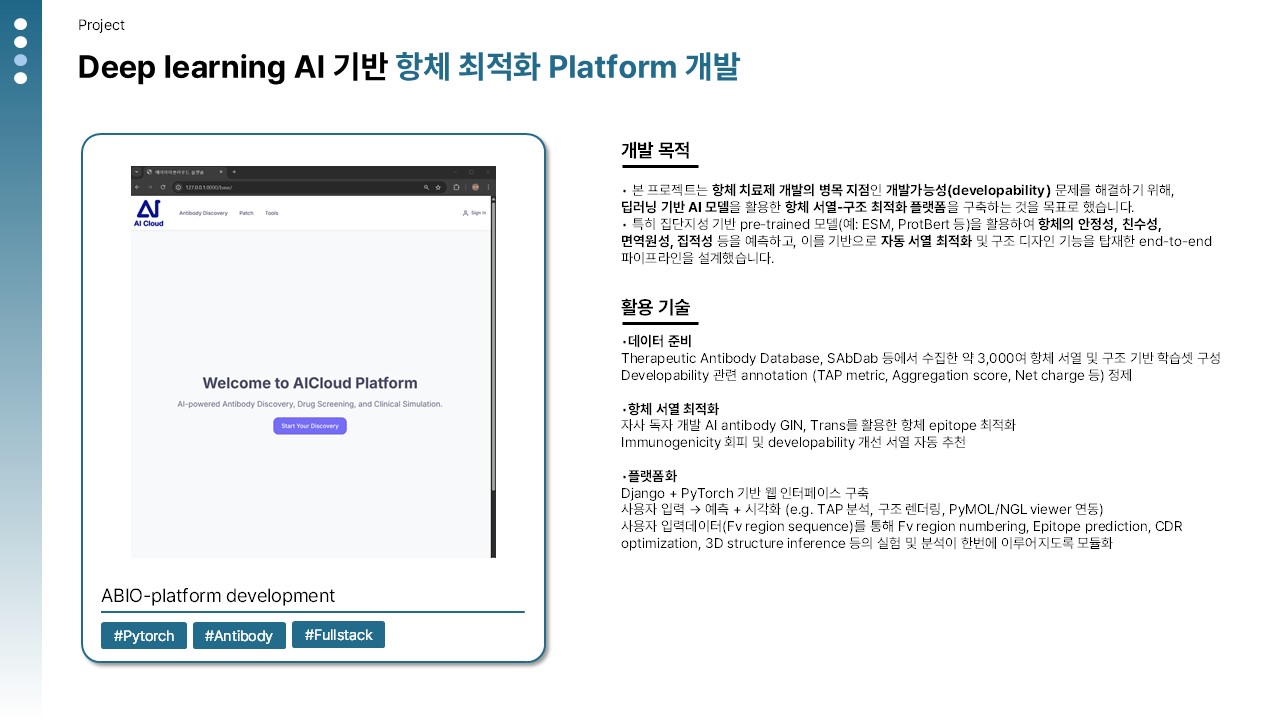 Project
Deep learning AI 기반 항체 최적화 Platform 개발
127.0.0.1:8000/base/
AI Cloud
Antibody Discovery Patch Tools
Sign In
Welcome to AICloud Platform
AI-powered Antibody Discovery, Drug Screening, and Clinical Simulation.
Start Your Discovery
ABIO-platform development
#Pytorch #Antibody #Fullstack
개발 목적
• 본 프로젝트는 항체 치료제 개발의 병목 지점인 개발가능성(developability) 문제를 해결하기 위해,
딥러닝 기반 AI 모델을 활용한 항체 서열-구조 최적화 플랫폼을 구축하는 것을 목표로 했습니다.
• 특히 집단지성 기반 pre-trained 모델(예: ESM, ProtBert 등)을 활용하여 항체의 안정성, 친수성,
면역원성, 집적성 등을 예측하고, 이를 기반으로 자동 서열 최적화 및 구조 디자인 기능을 탑재한 end-to-end
파이프라인을 설계했습니다.
활용 기술
•데이터 준비
Therapeutic Antibody Database, SAbDab 등에서 수집한 약 3,000여 항체 서열 및 구조 기반 학습셋 구성
Developability 관련 annotation (TAP metric, Aggregation score, Net charge 등) 정제
•항체 서열 최적화
자사 독자 개발 AI antibody GIN, Trans를 활용한 항체 epitope 최적화
Immunogenicity 회피 및 developability 개선 서열 자동 추천
•플랫폼화
Django + PyTorch 기반 웹 인터페이스 구축
사용자 입력 → 예측 + 시각화 (e.g. TAP 분석, 구조 렌더링, PyMOL/NGL viewer 연동)
사용자 입력데이터(Fv region sequence)를 통해 Fv region numbering, Epitope prediction, CDR
optimization, 3D structure inference 등의 실험 및 분석이 한번에 이루어지도록 모듈화